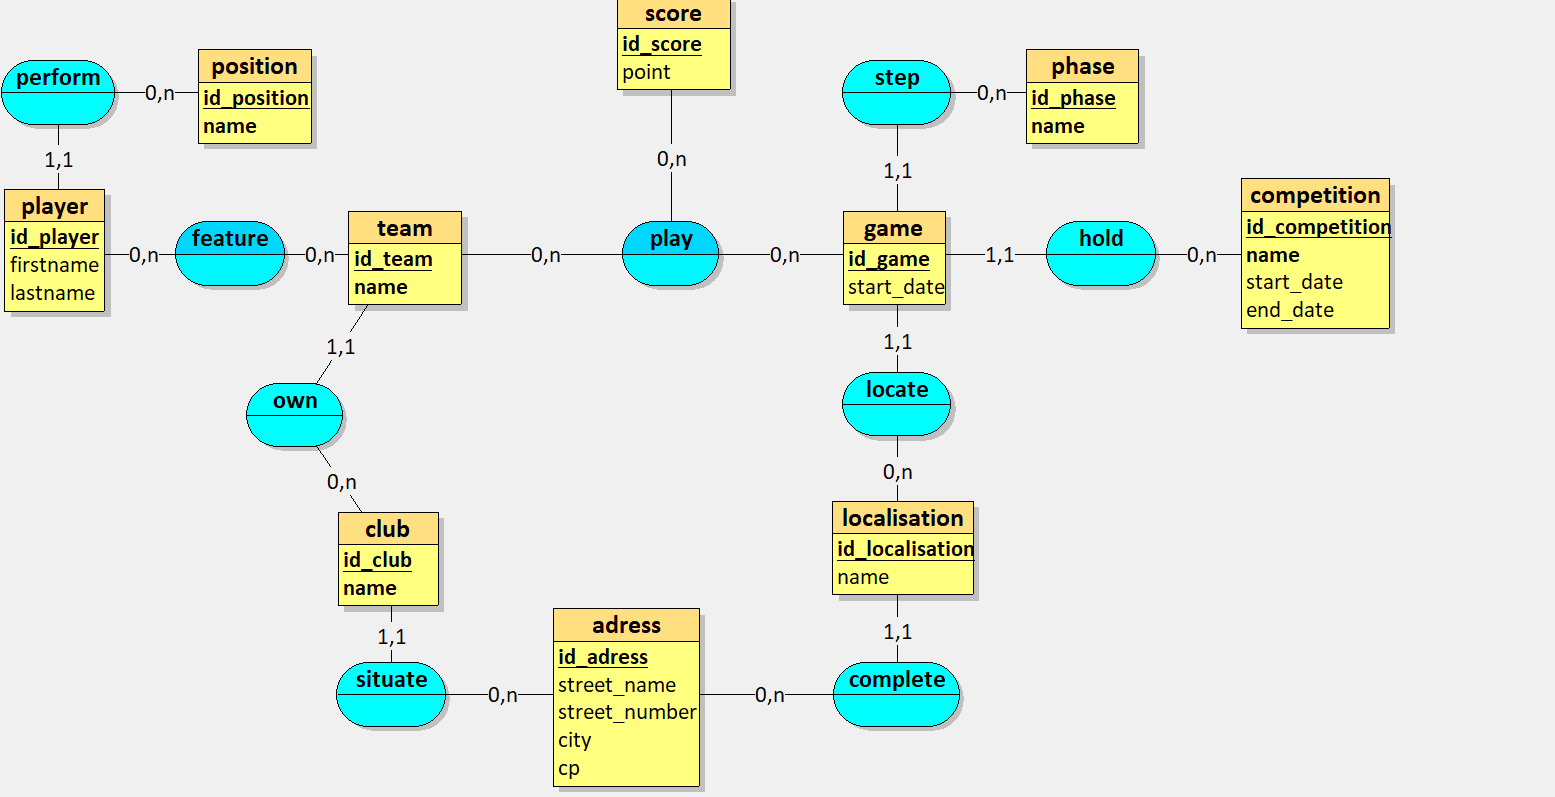 score
id_score
point
perform
0,n
position
id_position
name
step
0,n
phase
id_phase
name
1,1
0,n
1,1
player
id_player
firstname
lastname
0,n
feature
0,n
team
id_team
name
0,n
play
0,n
game
id_game
start_date
1,1
hold
0,n
competition
id_competition
name
start_date
end_date
1,1
1,1
own
locate
0,n
0,n
club
id_club
name
localisation
id_localisation
name
1,1
1,1
situate
0,n
adress
id_adress
street_name
street_number
city
cp
0,n
complete